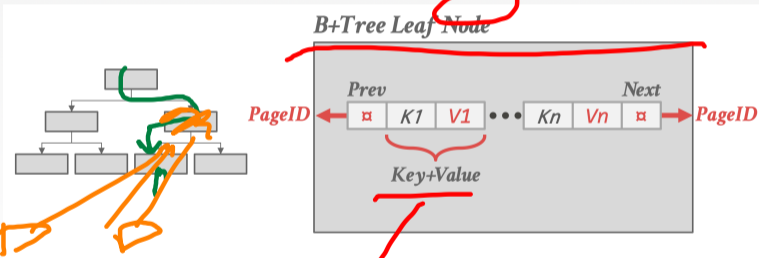 B+Tree Leaf Node
Prev Next
PageID ¤ K1 V1 ••• Kn Vn ¤ PageID
Key+Value